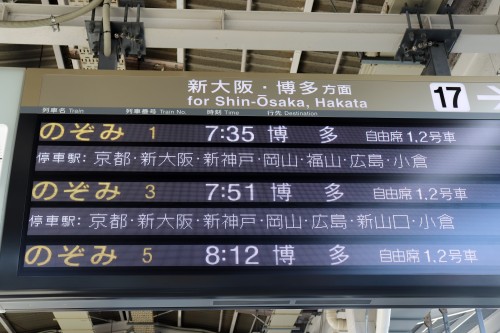 新大阪・博多方面
for Shin-Ōsaka, Hakata
17
列車名 Train 列車番号 Train No. 時刻 Time 行先 Destination
のぞみ 1 7:35 博多 自由席 1,2号車
停車駅: 京都・新大阪・新神戸・岡山・福山・広島・小倉
のぞみ 3 7:51 博多 自由席 1,2号車
停車駅: 京都・新大阪・新神戸・岡山・広島・新山口・小倉
のぞみ 5 8:12 博多 自由席 1,2号車